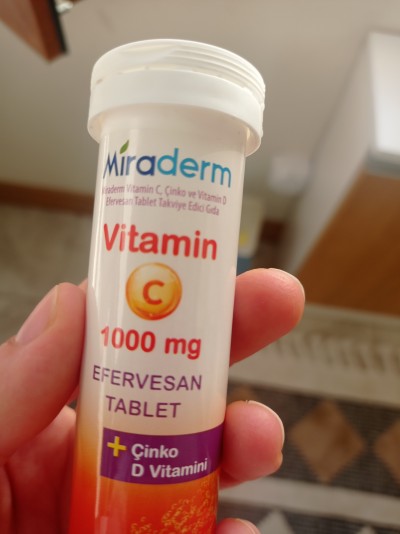 Miraderm
Miraderm Vitamin C, Çinko ve Vitamin D
Efervesan Tablet Takviye Edici Gıda
Vitamin
C
1000 mg
EFERVESAN
TABLET
+ Çinko
D Vitamini